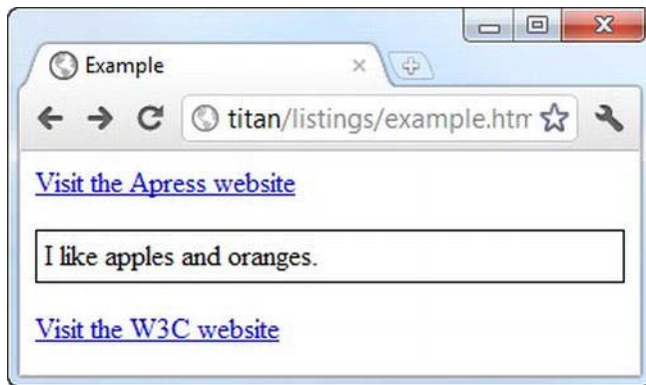 Example
titan/listings/example.htm
Visit the Apress website
I like apples and oranges.
Visit the W3C website